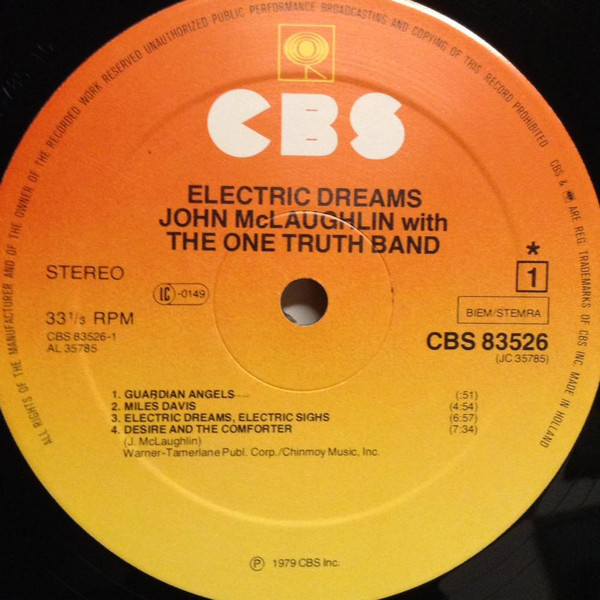 ALL RIGHTS OF THE MANUFACTURER AND OF THE OWNER OF THE RECORDED WORK RESERVED UNAUTHORIZED PUBLIC PERFORMANCE BROADCASTING AND COPYING OF THIS RECORD PROHIBITED CBS & ARE REG. TRADEMARKS OF CBS INC. MADE IN HOLLAND
CBS
ELECTRIC DREAMS
JOHN McLAUGHLIN with
THE ONE TRUTH BAND
STEREO
LC -0149
* 1
33 1/3 RPM
BIEM/STEMRA
CBS 83526-1
AL 35785
CBS 83526
(JC 35785)
1. GUARDIAN ANGELS (:51)
2. MILES DAVIS (4:54)
3. ELECTRIC DREAMS, ELECTRIC SIGHS (6:57)
4. DESIRE AND THE COMFORTER (7:34)
(J. McLaughlin)
Warner-Tamerlane Publ. Corp./Chinmoy Music, Inc.
℗ 1979 CBS Inc.